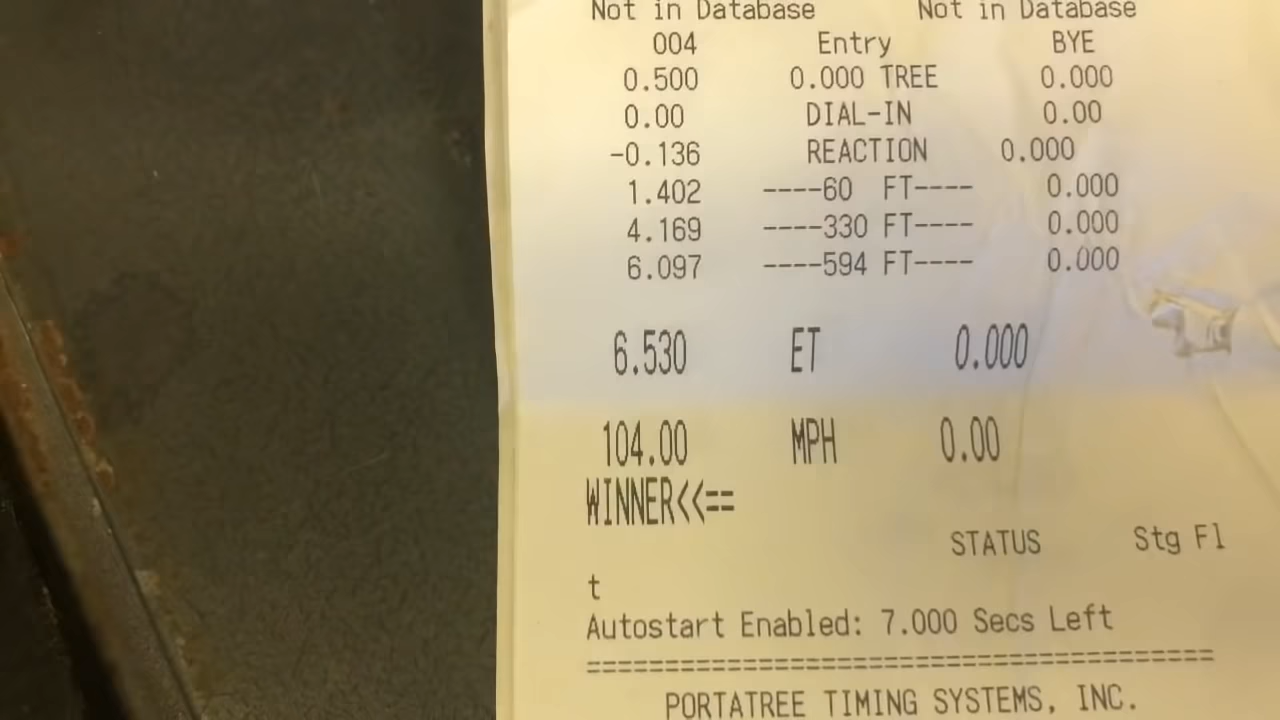 Not in Database Not in Database
004 Entry BYE
0.500 0.000 TREE 0.000
0.00 DIAL-IN 0.00
-0.136 REACTION 0.000
1.402 ----60 FT---- 0.000
4.169 ----330 FT---- 0.000
6.097 ----594 FT---- 0.000
6.530 ET 0.000
104.00 MPH 0.00
WINNER<<==
STATUS Stg Fl
t
Autostart Enabled: 7.000 Secs Left
========================================
PORTATREE TIMING SYSTEMS, INC.